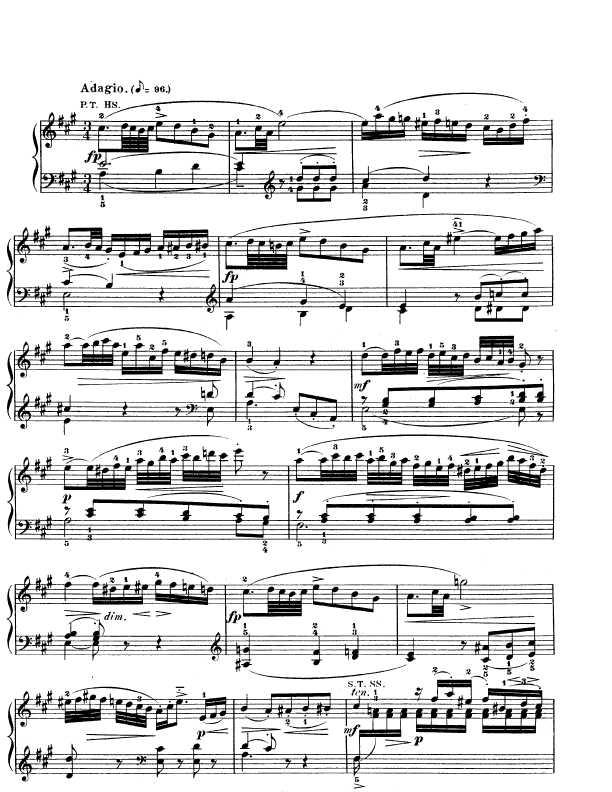 Adagio. (♪= 96.)
P.T. HS.
fp
fp
mf
p
f
dim.
fp
S.T. SS.
ten.
p
mf
p